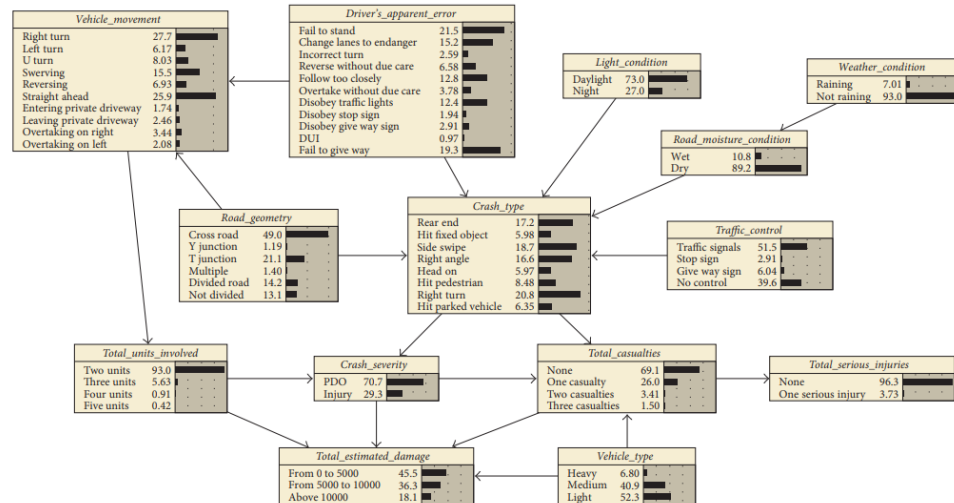 Vehicle_movement
Right turn 27.7
Left turn 6.17
U turn 8.03
Swerving 15.5
Reversing 6.93
Straight ahead 25.9
Entering private driveway 1.74
Leaving private driveway 2.46
Overtaking on right 3.44
Overtaking on left 2.08
Driver's_apparent_error
Fail to stand 21.5
Change lanes to endanger 15.2
Incorrect turn 2.59
Reverse without due care 6.58
Follow too closely 12.8
Overtake without due care 3.78
Disobey traffic lights 12.4
Disobey stop sign 1.94
Disobey give way sign 2.91
DUI 0.97
Fail to give way 19.3
Light_condition
Daylight 73.0
Night 27.0
Weather_condition
Raining 7.01
Not raining 93.0
Road_moisture_condition
Wet 10.8
Dry 89.2
Road_geometry
Cross road 49.0
Y junction 1.19
T junction 21.1
Multiple 1.40
Divided road 14.2
Not divided 13.1
Crash_type
Rear end 17.2
Hit fixed object 5.98
Side swipe 18.7
Right angle 16.6
Head on 5.97
Hit pedestrian 8.48
Right turn 20.8
Hit parked vehicle 6.35
Traffic_control
Traffic signals 51.5
Stop sign 2.91
Give way sign 6.04
No control 39.6
Total_units_involved
Two units 93.0
Three units 5.63
Four units 0.91
Five units 0.42
Crash_severity
PDO 70.7
Injury 29.3
Total_casualties
None 69.1
One casualty 26.0
Two casualties 3.41
Three casualties 1.50
Total_serious_injuries
None 96.3
One serious injury 3.73
Total_estimated_damage
From 0 to 5000 45.5
From 5000 to 10000 36.3
Above 10000 18.1
Vehicle_type
Heavy 6.80
Medium 40.9
Light 52.3